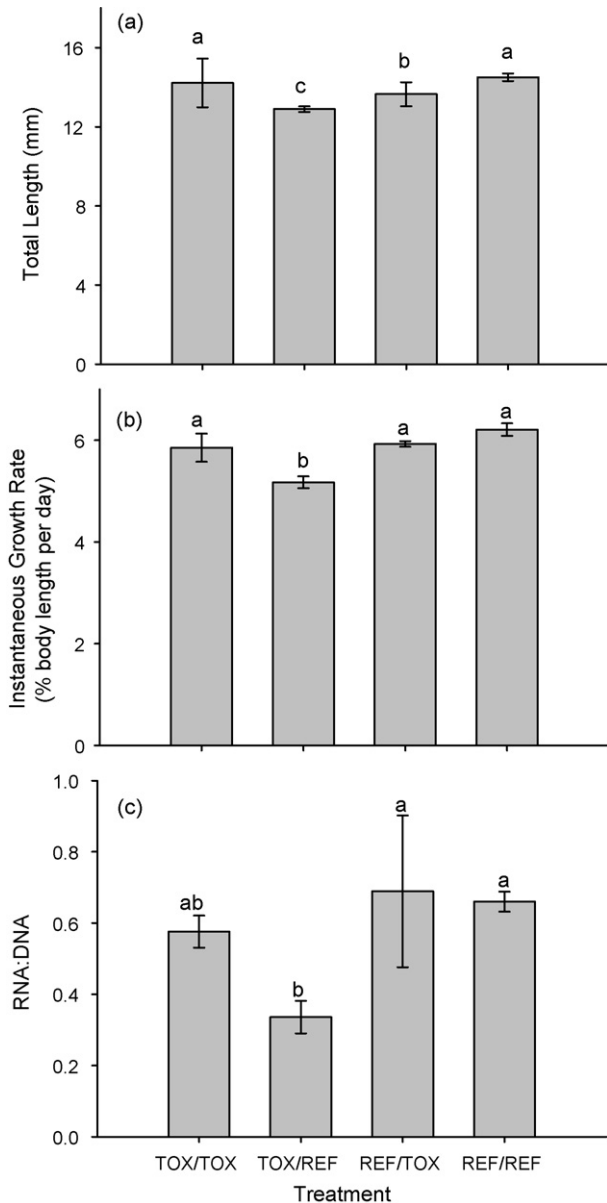 (a)
a
c
b
a
16
12
8
4
0
Total Length (mm)
(b)
a
b
a
a
6
4
2
0
Instantaneous Growth Rate
(% body length per day)
(c)
ab
b
a
a
1.0
0.8
0.6
0.4
0.2
0.0
RNA:DNA
TOX/TOX TOX/REF REF/TOX REF/REF
Treatment